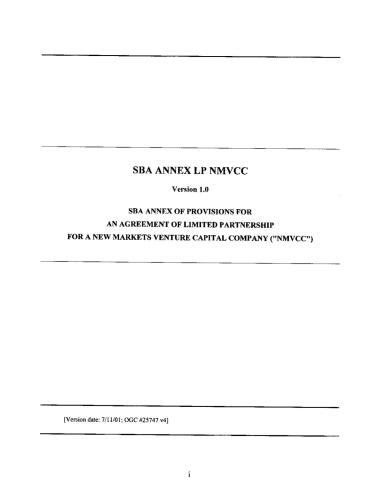 SBA ANNEX LP NMVCC
Version 1.0
SBA ANNEX OF PROVISIONS FOR
AN AGREEMENT OF LIMITED PARTNERSHIP
FOR A NEW MARKETS VENTURE CAPITAL COMPANY ("NMVCC")
[Version date: 7/11/01; OGC #25747 v4]
i